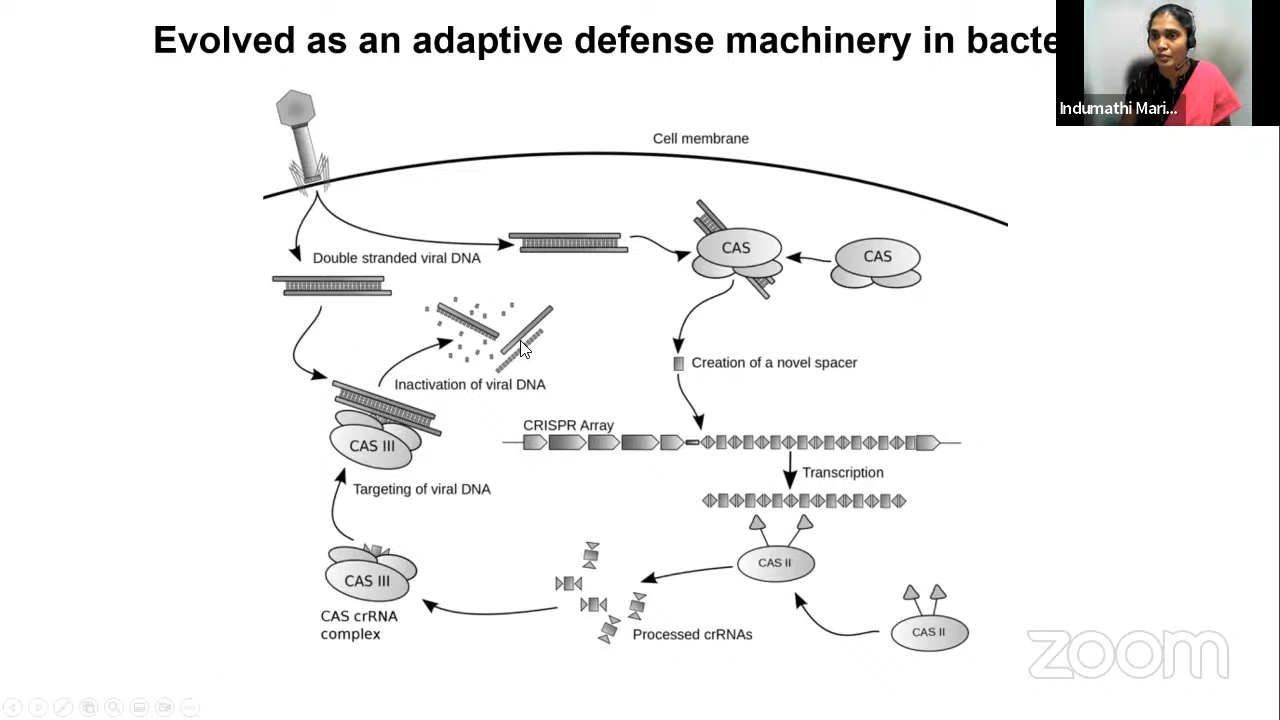 Evolved as an adaptive defense machinery in bacte
Indumathi Mari...
Cell membrane
CAS
CAS
Double stranded viral DNA
Creation of a novel spacer
Inactivation of viral DNA
CRISPR Array
CAS III
Transcription
Targeting of viral DNA
CAS II
CAS III
CAS crRNA
complex
Processed crRNAs
CAS II
zoom